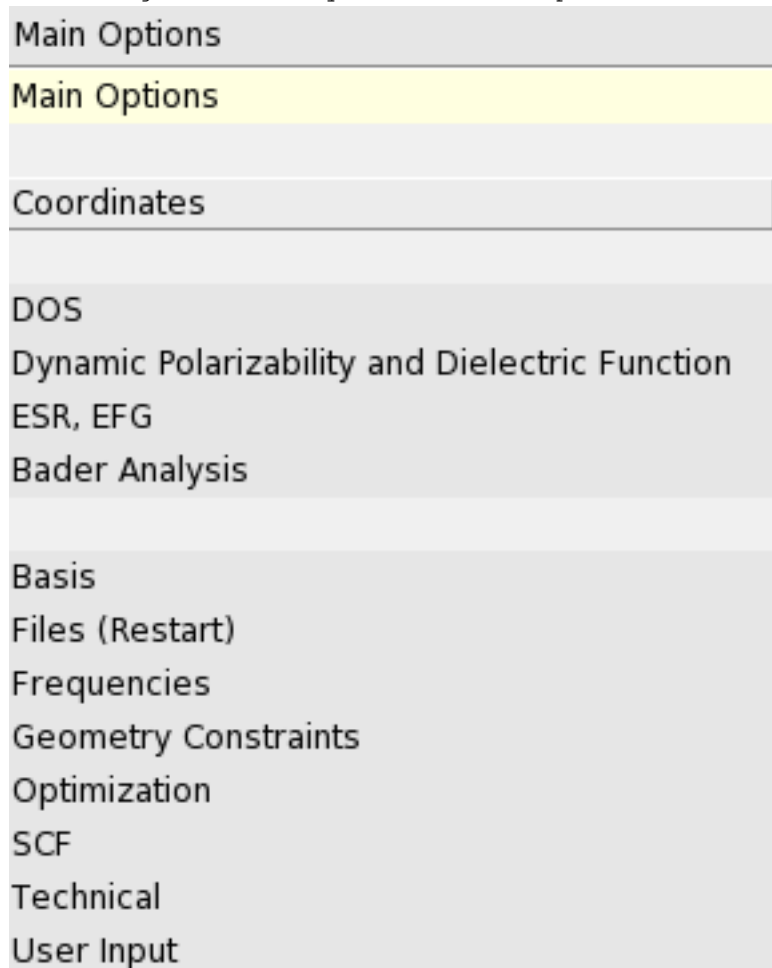 Main Options
Main Options
Coordinates
DOS
Dynamic Polarizability and Dielectric Function
ESR, EFG
Bader Analysis
Basis
Files (Restart)
Frequencies
Geometry Constraints
Optimization
SCF
Technical
User Input